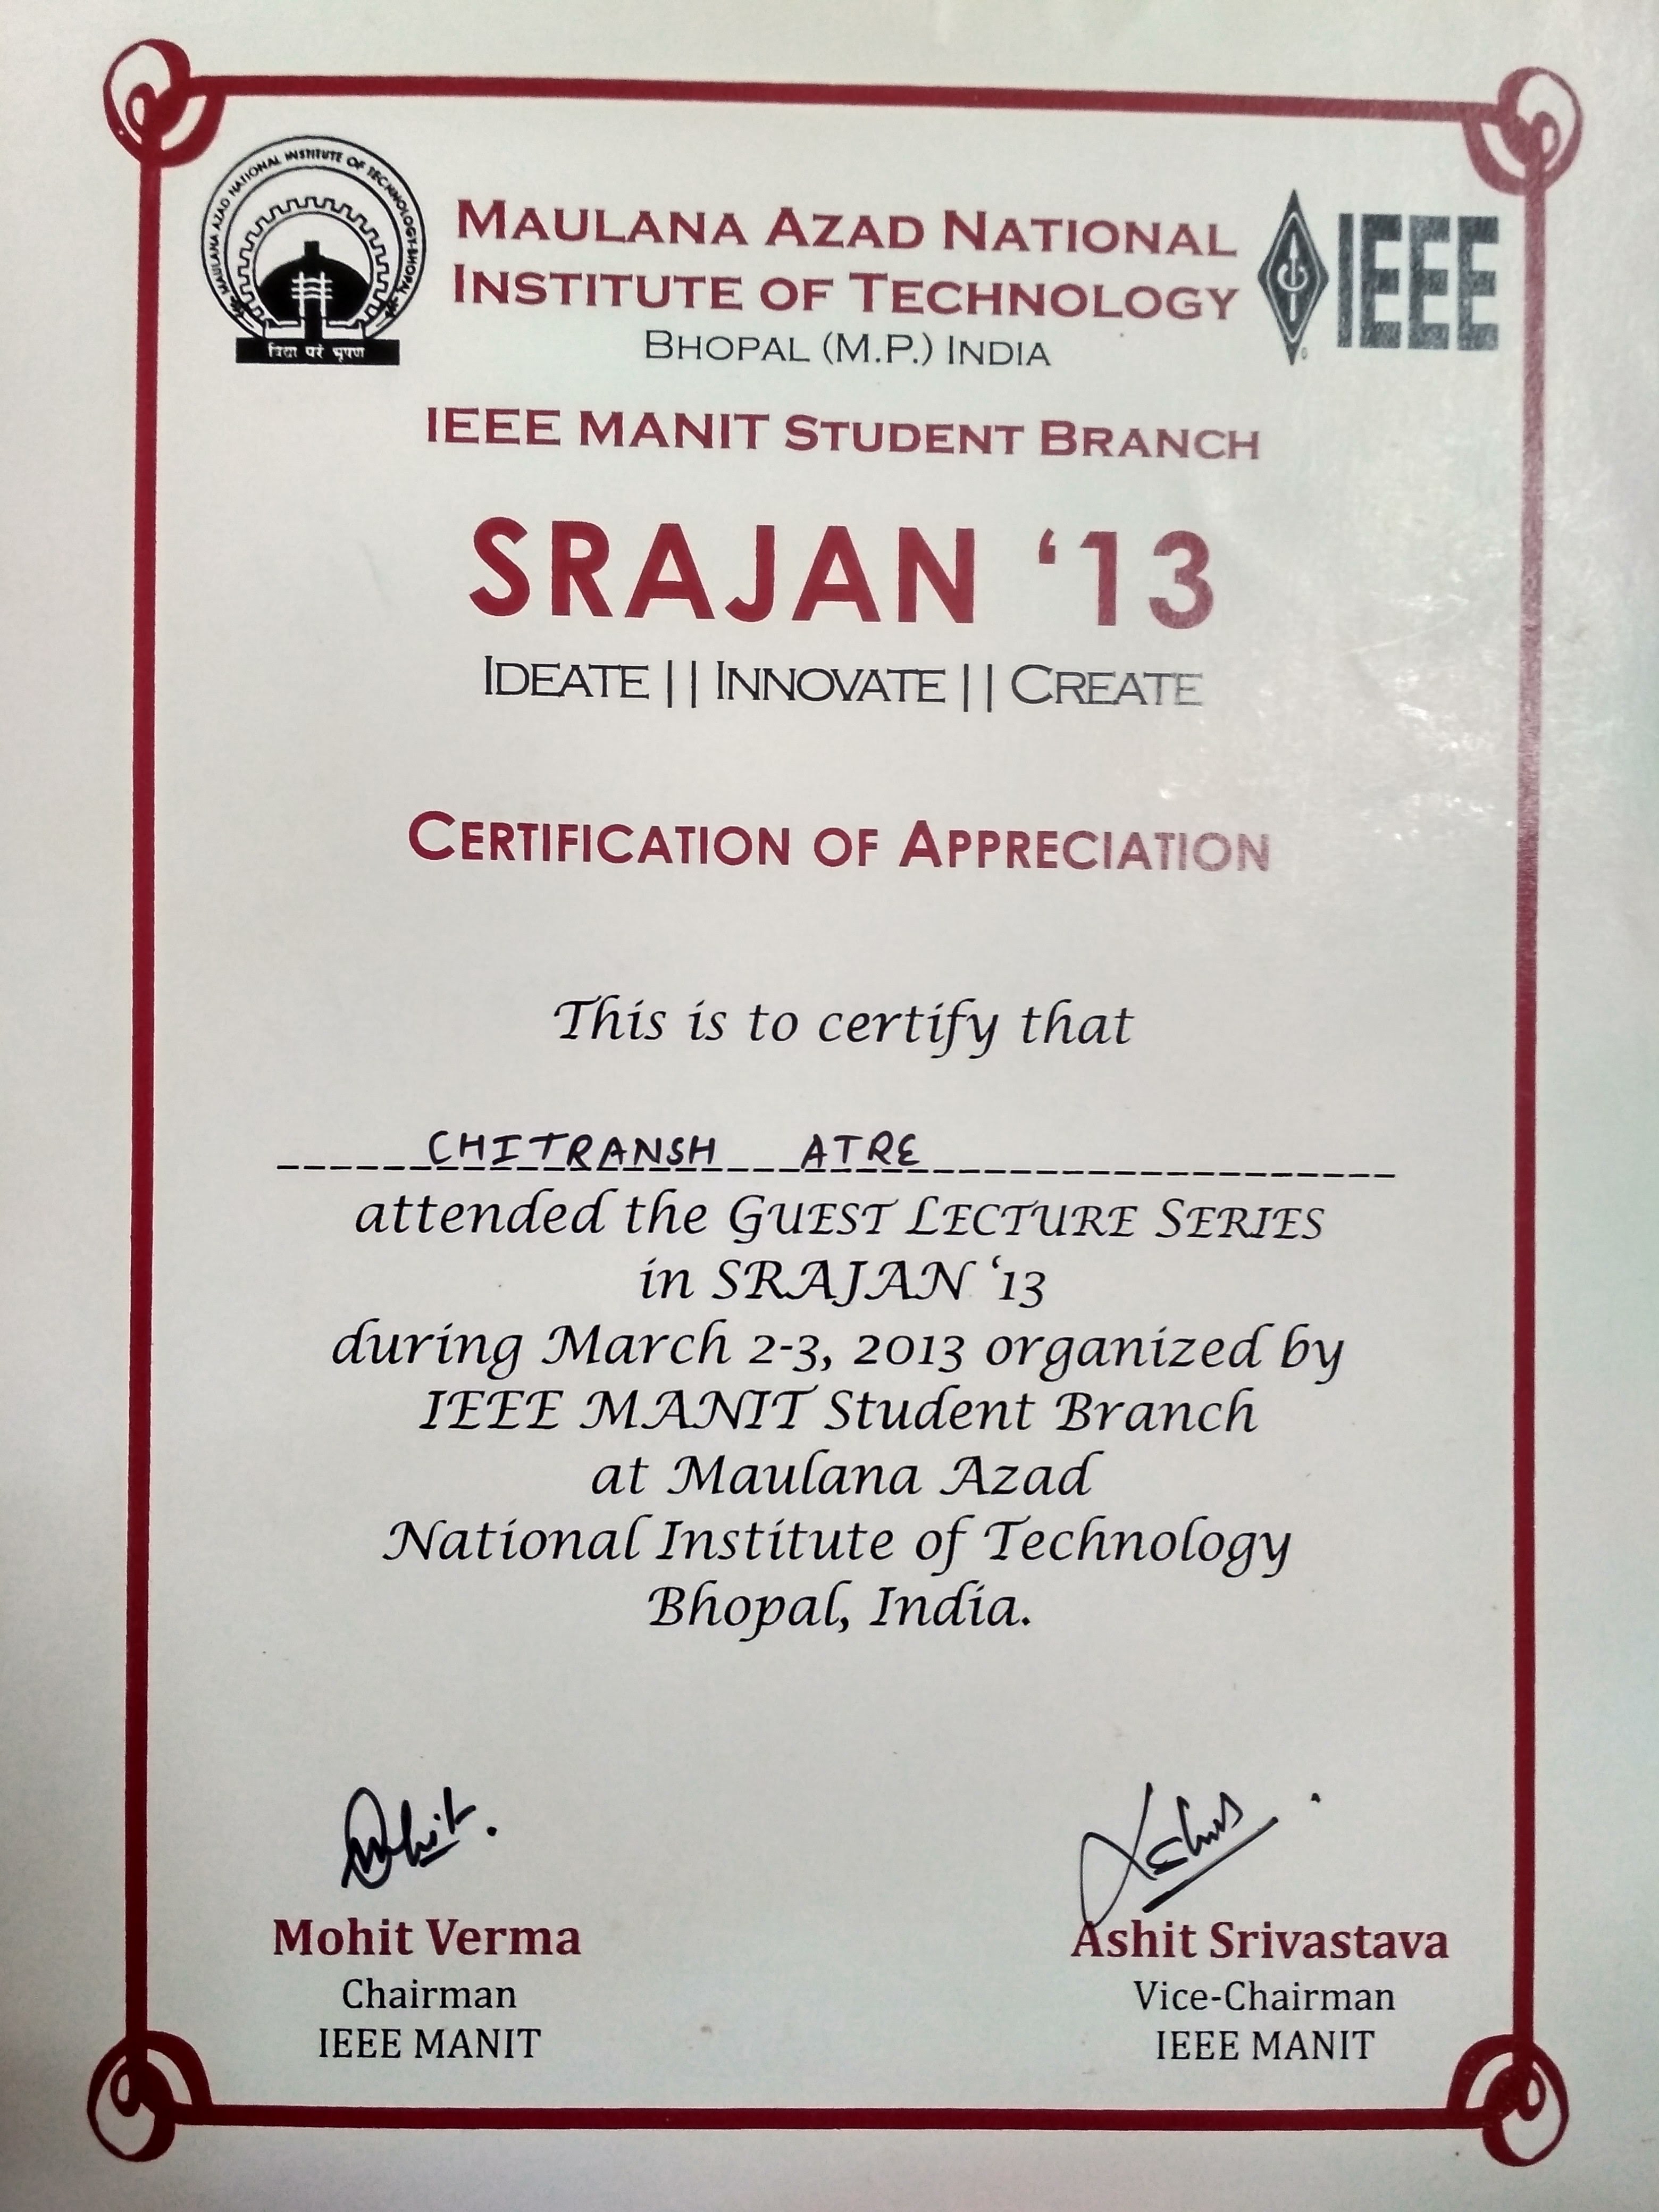 MAULANA AZAD NATIONAL INSTITUTE OF TECHNOLOGY-BHOPAL
विद्या परं भूषण
MAULANA AZAD NATIONAL
INSTITUTE OF TECHNOLOGY
BHOPAL (M.P.) INDIA
IEEE
IEEE MANIT STUDENT BRANCH
SRAJAN ‘13
IDEATE || INNOVATE || CREATE
CERTIFICATION OF APPRECIATION
This is to certify that
CHITRANSH ATRE
attended the GUEST LECTURE SERIES
in SRAJAN ‘13
during March 2-3, 2013 organized by
IEEE MANIT Student Branch
at Maulana Azad
National Institute of Technology
Bhopal, India.
Mohit.
Ashit
Mohit Verma
Ashit Srivastava
Chairman
Vice-Chairman
IEEE MANIT
IEEE MANIT